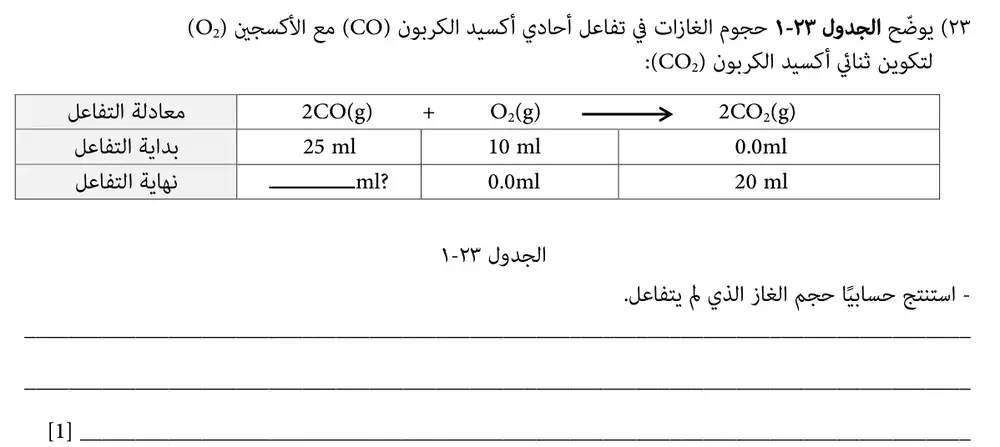 ٢٣) يوضّح الجدول ٢٣-١ حجوم الغازات في تفاعل أحادي أكسيد الكربون (CO) مع الأكسجين (O₂)
لتكوين ثنائي أكسيد الكربون (CO₂):
معادلة التفاعل 2CO(g) + O₂(g) ⟶ 2CO₂(g)
بداية التفاعل 25 ml 10 ml 0.0ml
نهاية التفاعل ________ml? 0.0ml 20 ml
الجدول ٢٣-١
- استنتج حسابيًا حجم الغاز الذي لم يتفاعل.
[1]